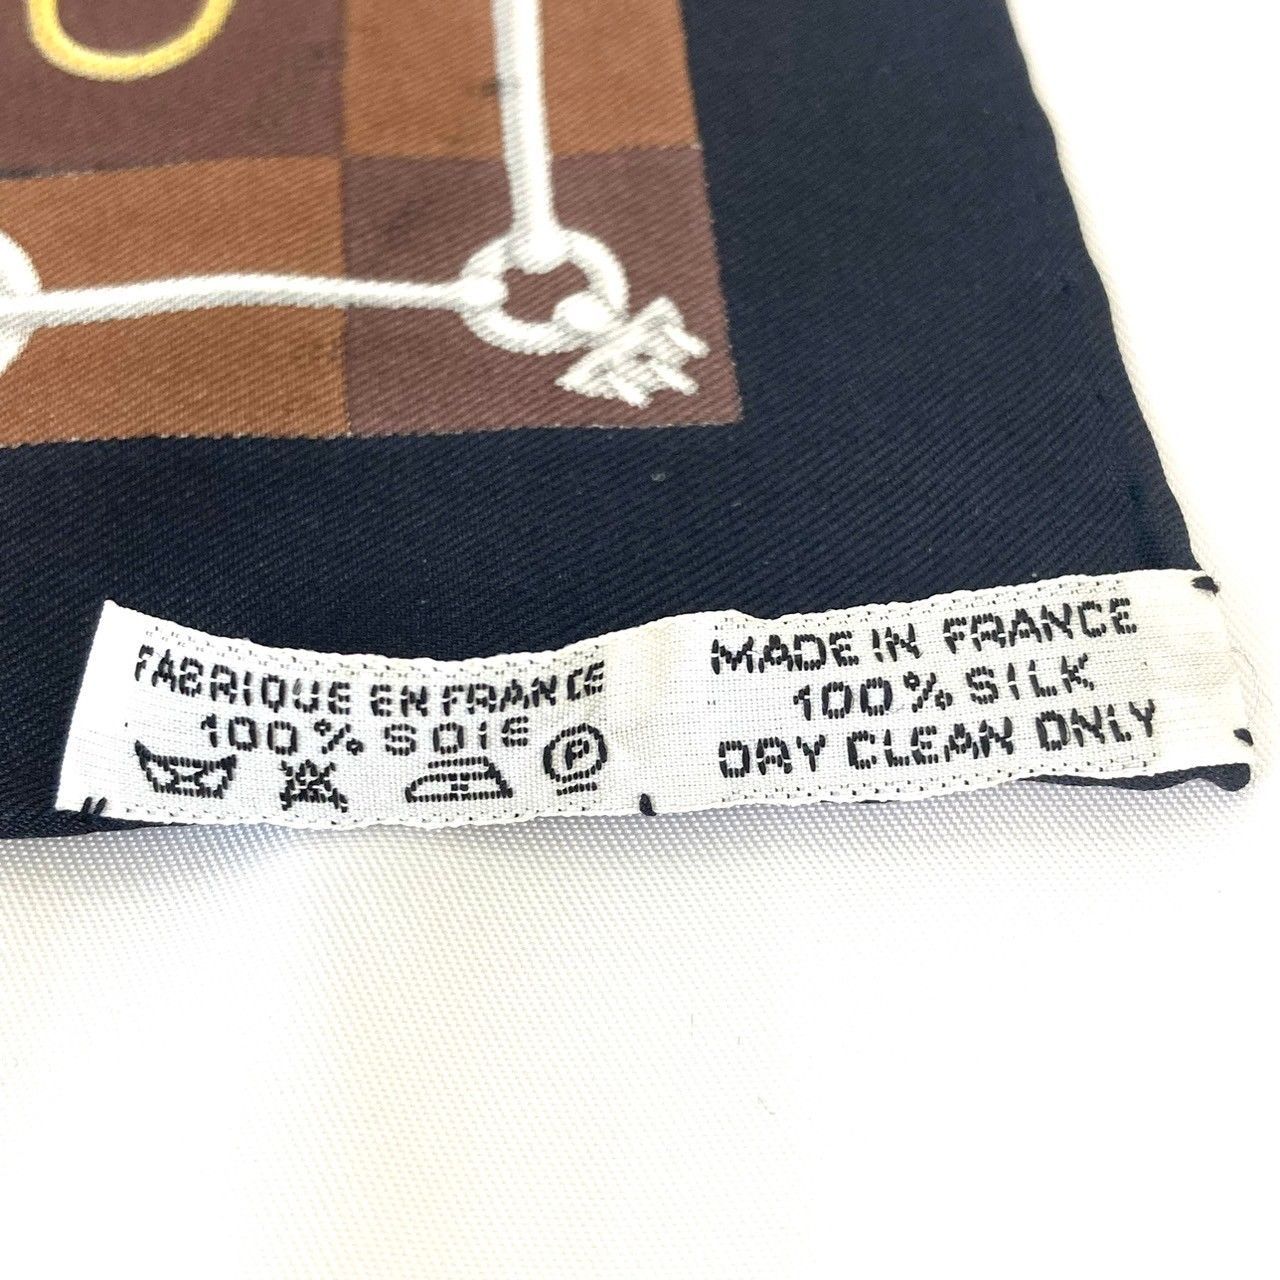 FABRIQUE EN FRANCE
100% SOIE
P
MADE IN FRANCE
100% SILK
DRY CLEAN ONLY